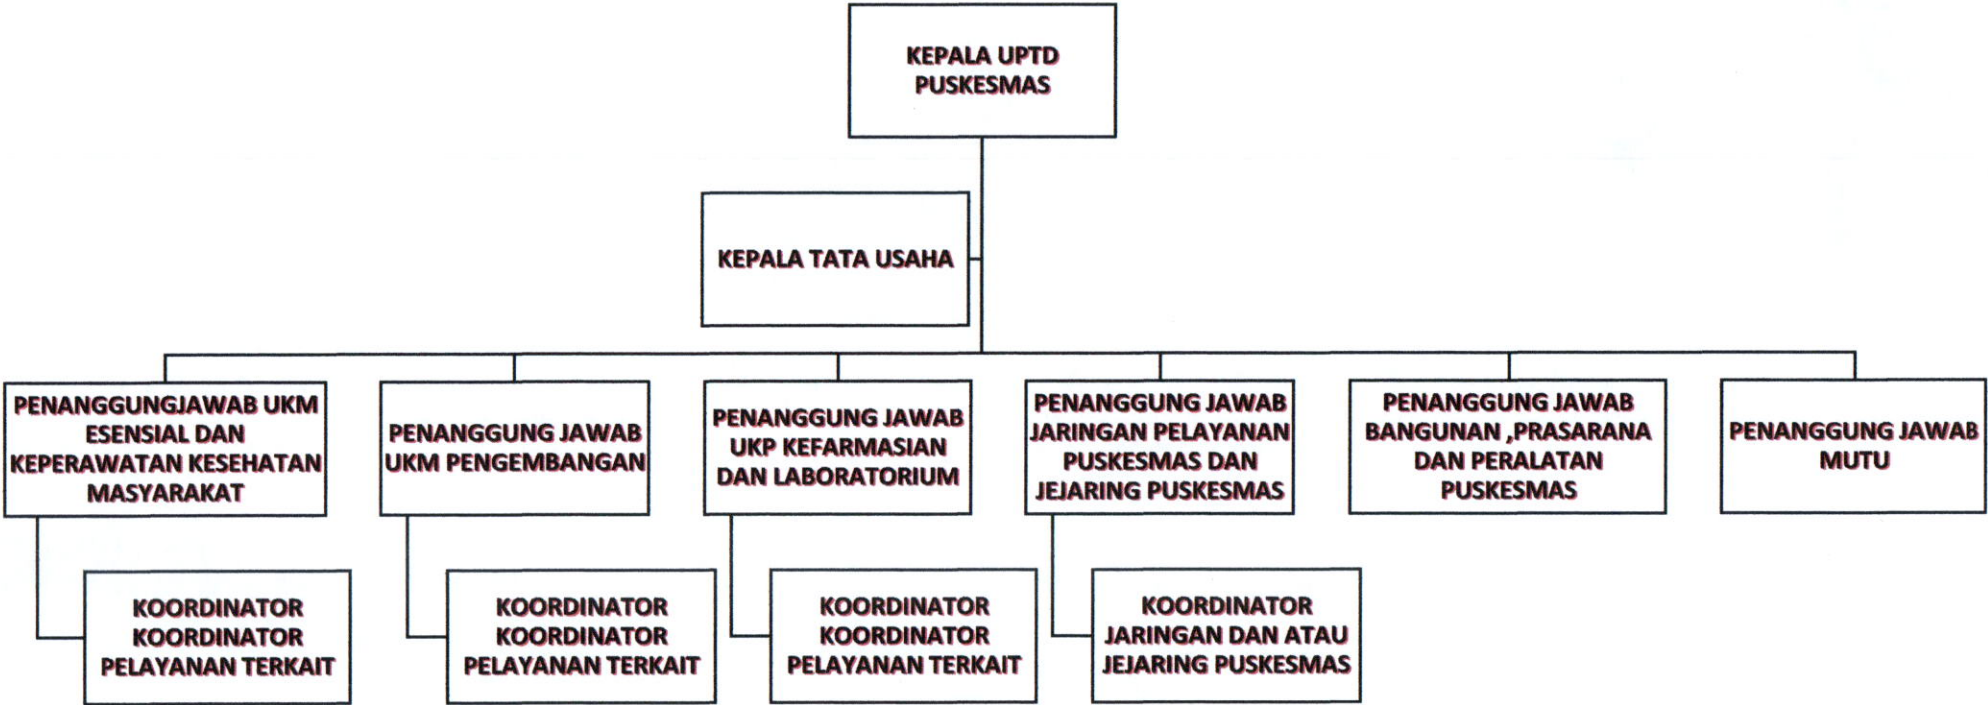 KEPALA UPTD
PUSKESMAS
KEPALA TATA USAHA
PENANGGUNGJAWAB UKM
ESENSIAL DAN
KEPERAWATAN KESEHATAN
MASYARAKAT
PENANGGUNG JAWAB
UKM PENGEMBANGAN
PENANGGUNG JAWAB
UKP KEFARMASIAN
DAN LABORATORIUM
PENANGGUNG JAWAB
JARINGAN PELAYANAN
PUSKESMAS DAN
JEJARING PUSKESMAS
PENANGGUNG JAWAB
BANGUNAN ,PRASARANA
DAN PERALATAN
PUSKESMAS
PENANGGUNG JAWAB
MUTU
KOORDINATOR
KOORDINATOR
PELAYANAN TERKAIT
KOORDINATOR
KOORDINATOR
PELAYANAN TERKAIT
KOORDINATOR
KOORDINATOR
PELAYANAN TERKAIT
KOORDINATOR
JARINGAN DAN ATAU
JEJARING PUSKESMAS